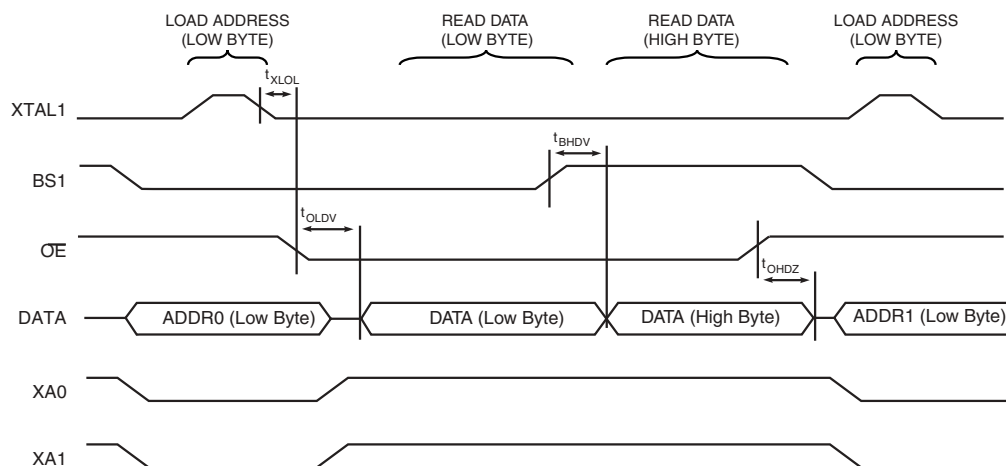 LOAD ADDRESS
(LOW BYTE)
READ DATA
(LOW BYTE)
READ DATA
(HIGH BYTE)
LOAD ADDRESS
(LOW BYTE)
tXLOL
XTAL1
tBHDV
BS1
tOLDV
OE
tOHDZ
DATA
ADDR0 (Low Byte)
DATA (Low Byte)
DATA (High Byte)
ADDR1 (Low Byte)
XA0
XA1